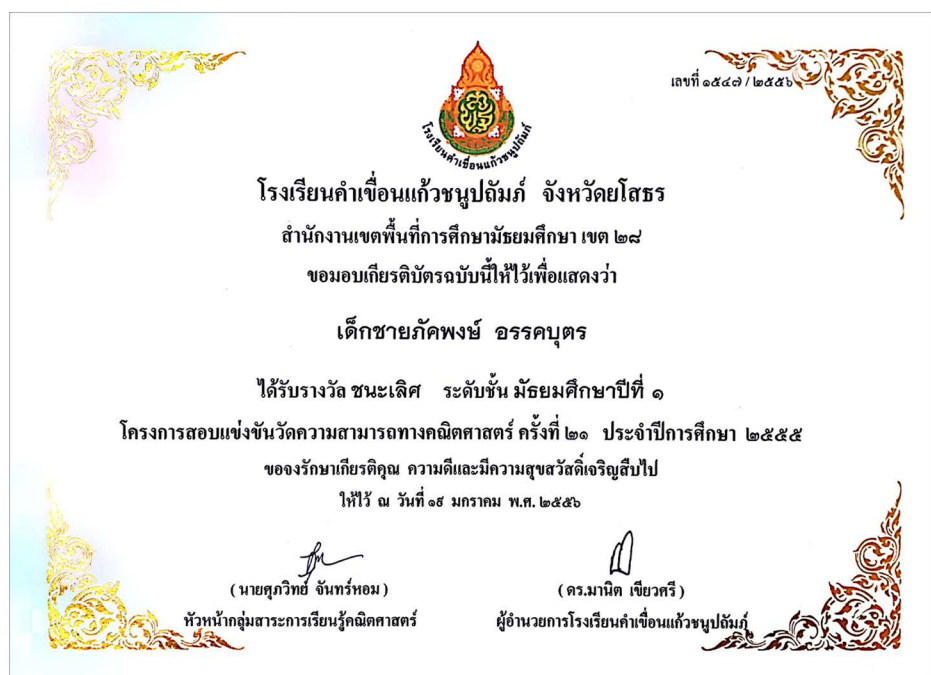 เลขที่ ๑๕๔๗ / ๒๕๕๖
โรงเรียนคำเขื่อนแก้วชนูปถัมภ์
โรงเรียนคำเขื่อนแก้วชนูปถัมภ์ จังหวัดยโสธร
สำนักงานเขตพื้นที่การศึกษามัธยมศึกษา เขต ๒๘
ขอมอบเกียรติบัตรฉบับนี้ให้ไว้เพื่อแสดงว่า
เด็กชายภัคพงษ์ อรรคบุตร
ได้รับรางวัล ชนะเลิศ ระดับชั้น มัธยมศึกษาปีที่ ๑
โครงการสอบแข่งขันวัดความสามารถทางคณิตศาสตร์ ครั้งที่ ๒๑ ประจำปีการศึกษา ๒๕๕๕
ขอจงรักษาเกียรติคุณ ความดีและมีความสุขสวัสดิ์เจริญสืบไป
ให้ไว้ ณ วันที่ ๑๙ มกราคม พ.ศ. ๒๕๕๖
( นายศุภวิทย์ จันทร์หอม ) ( ดร.มานิต เขียวศรี )
หัวหน้ากลุ่มสาระการเรียนรู้คณิตศาสตร์ ผู้อำนวยการโรงเรียนคำเขื่อนแก้วชนูปถัมภ์